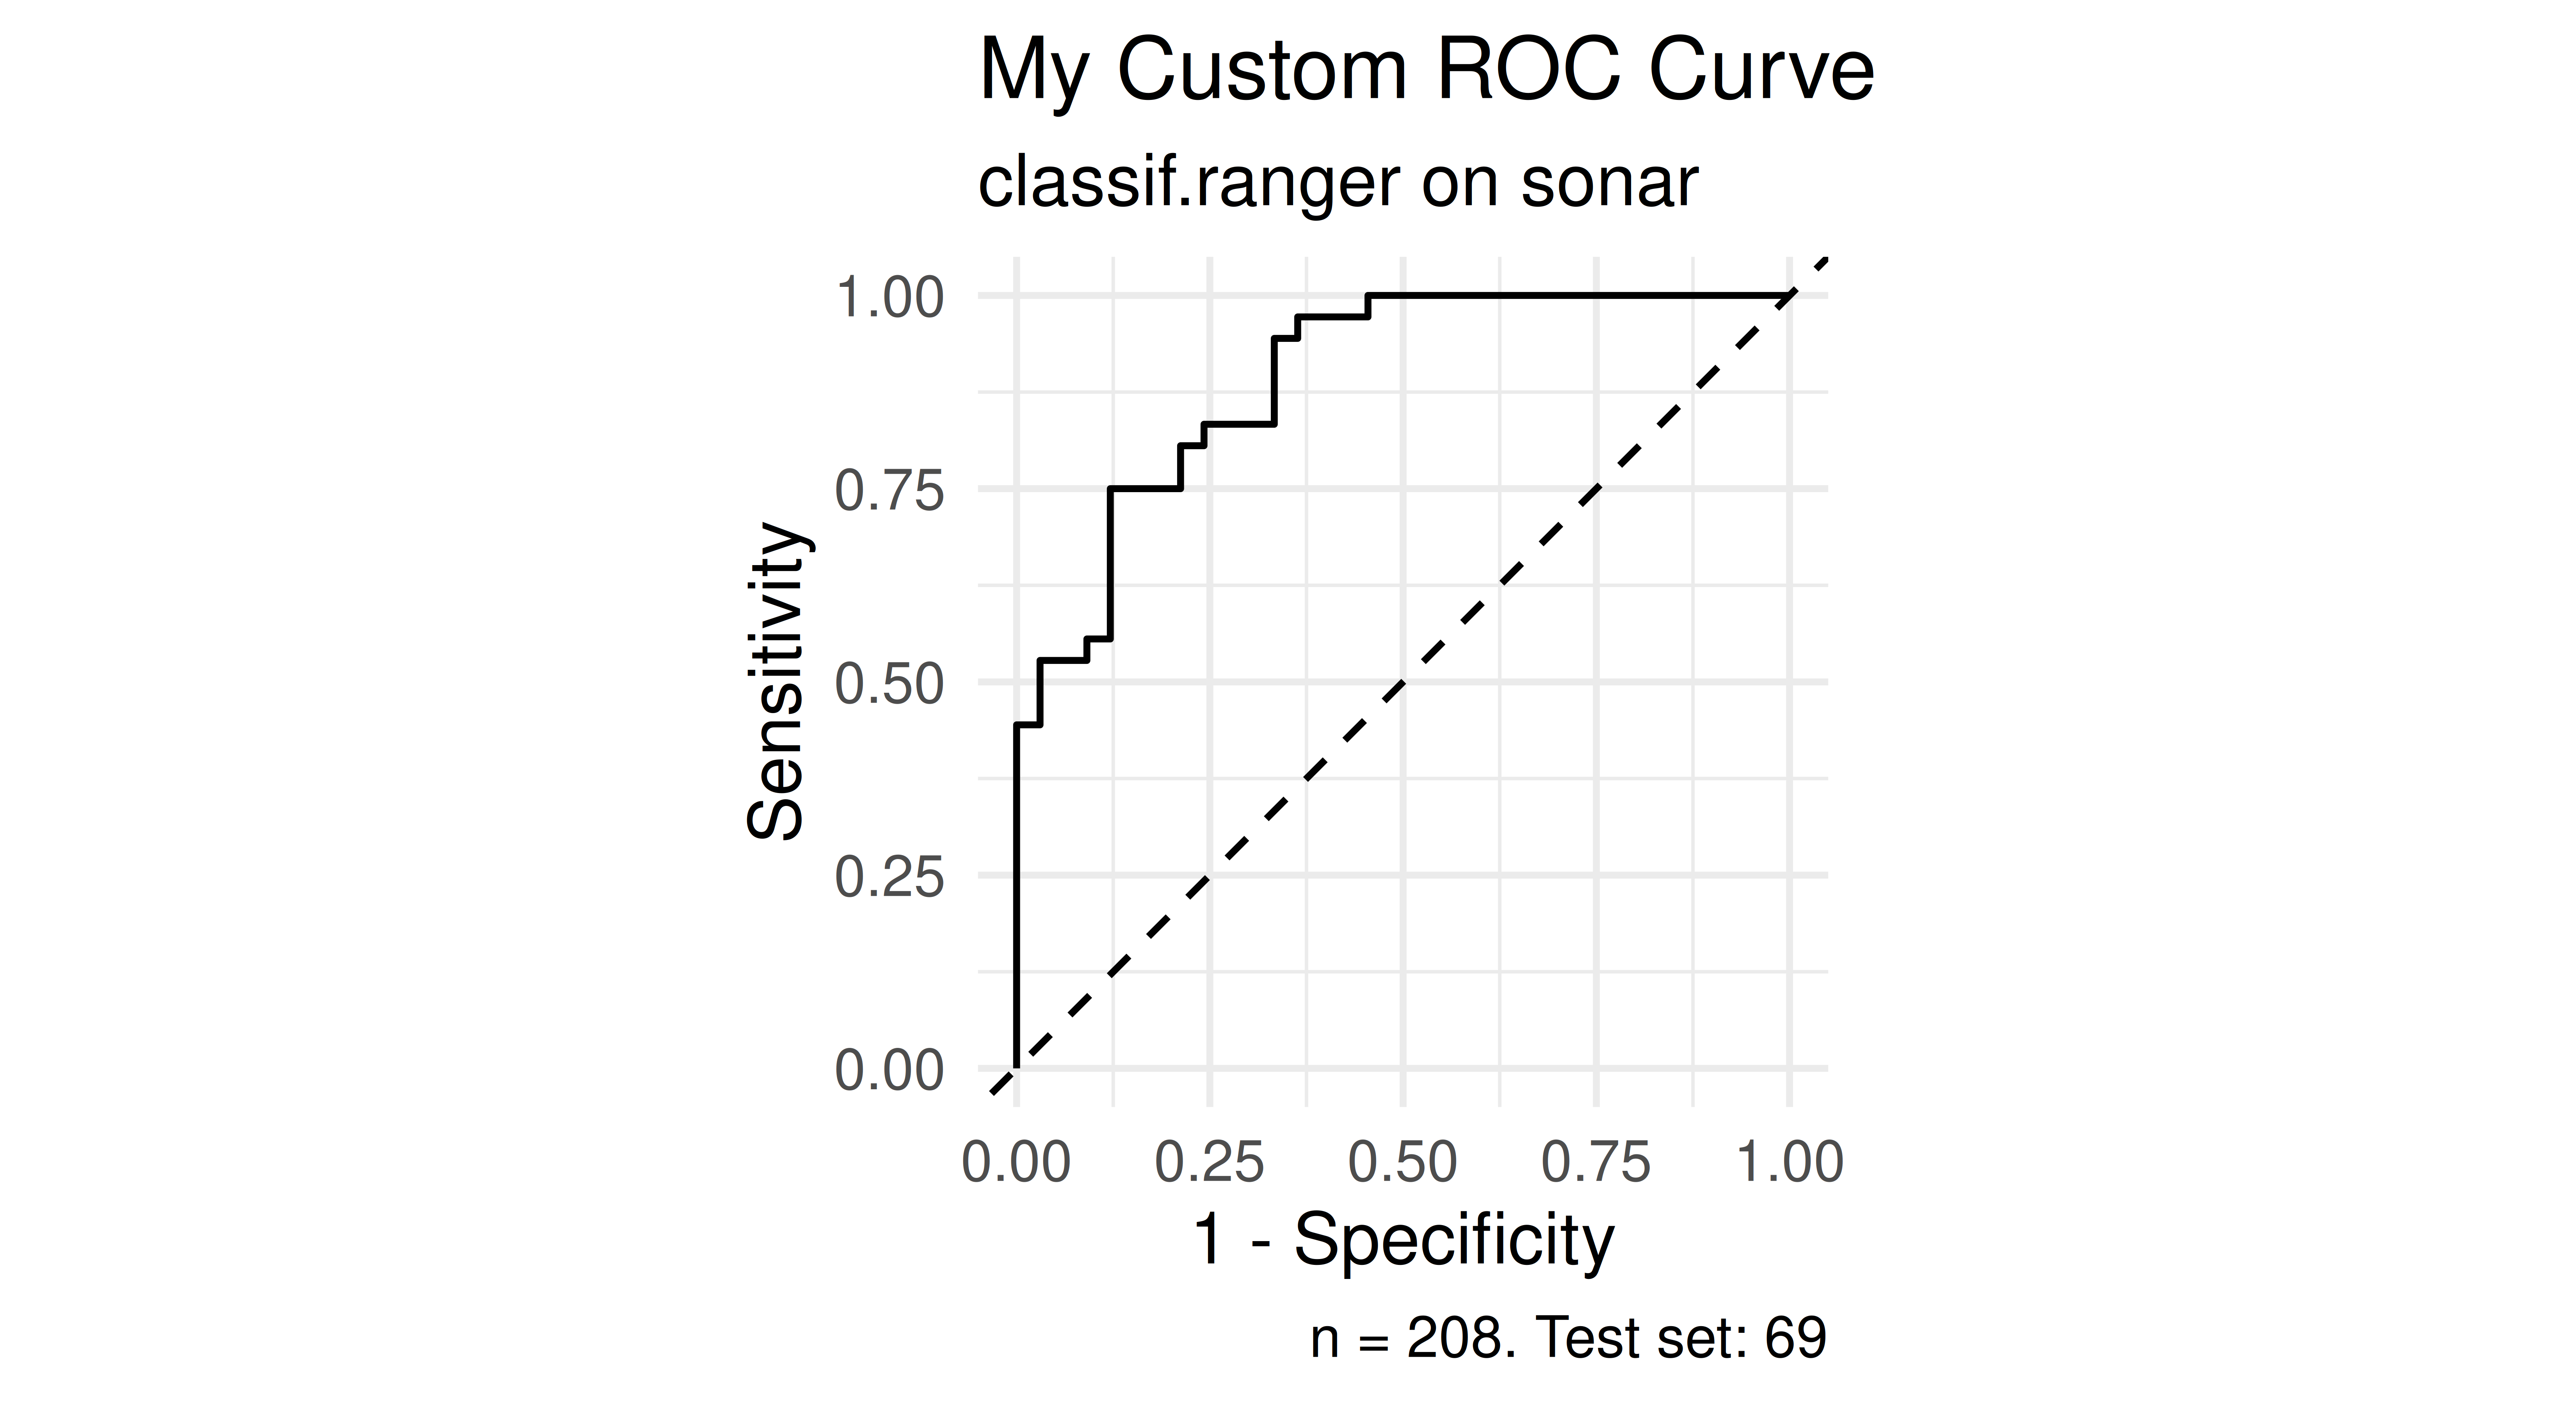 My Custom ROC Curve
classif.ranger on sonar
1.00
0.75
0.50
0.25
0.00
Sensitivity
0.00 0.25 0.50 0.75 1.00
1 - Specificity
n = 208. Test set: 69